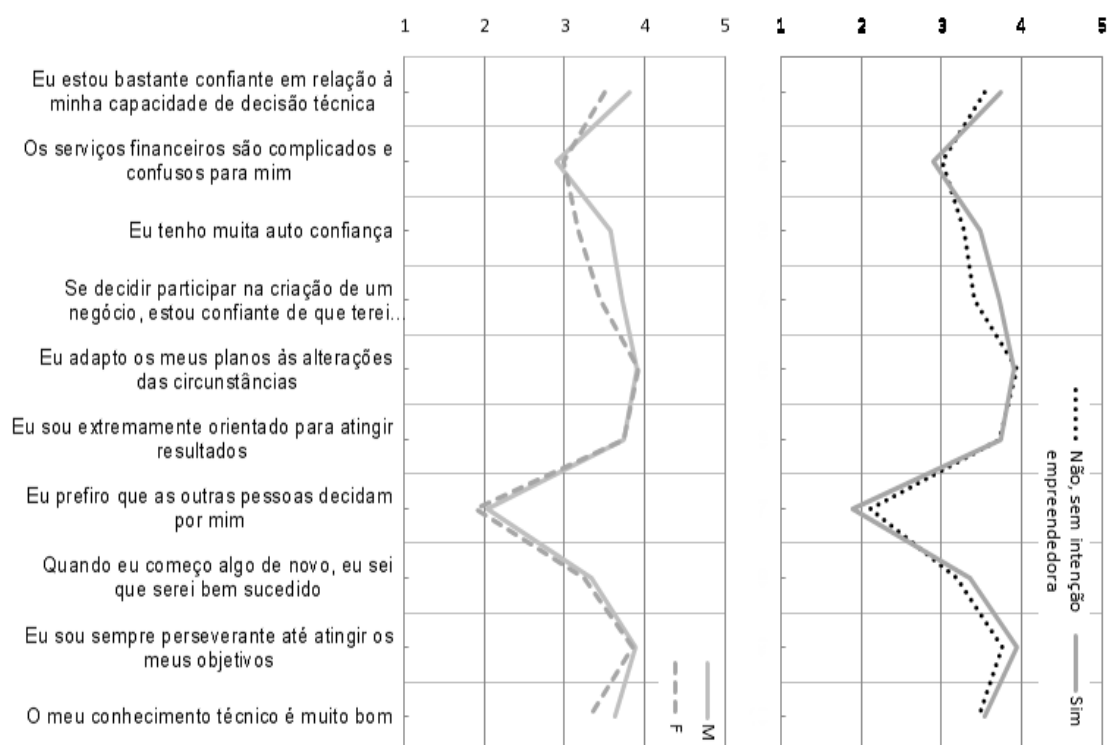 1 2 3 4 5
1 2 3 4 5
Eu estou bastante confiante em relação à
minha capacidade de decisão técnica
Os serviços financeiros são complicados e
confusos para mim
Eu tenho muita auto confiança
Se decidir participar na criação de um
negócio, estou confiante de que terei...
Eu adapto os meus planos às alterações
das circunstâncias
Eu sou extremamente orientado para atingir
resultados
Eu prefiro que as outras pessoas decidam
por mim
Quando eu começo algo de novo, eu sei
que serei bem sucedido
Eu sou sempre perseverante até atingir os
meus objetivos
O meu conhecimento técnico é muito bom
M
F
Não, sem intenção
empreendedora
Sim